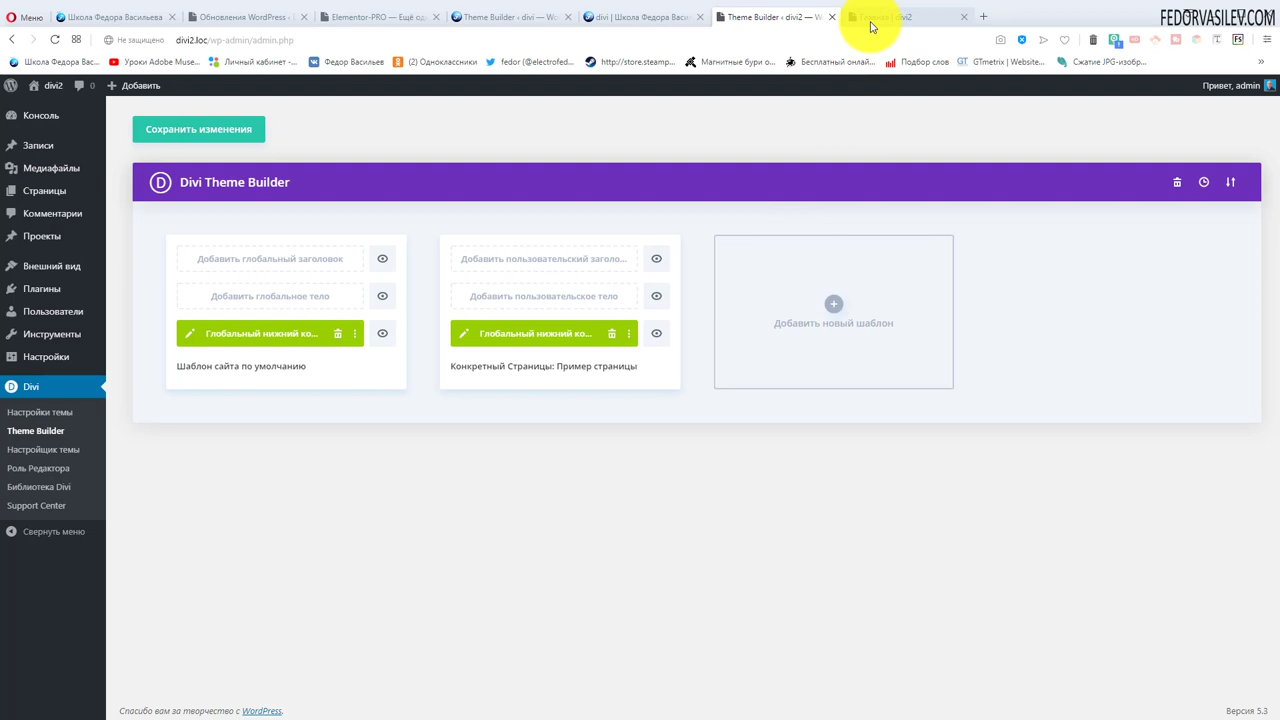 Меню
Школа Федора Васильева
Обновления WordPress ‹
Elementor-PRO — Ещё од
Theme Builder ‹ divi — Wo
divi | Школа Федора Васи
Theme Builder ‹ divi2 — W
Главная | divi2
FEDORVASILEV.COM
Не защищено
divi2.loc/wp-admin/admin.php
Школа Федора Вас...
Уроки Adobe Muse...
Личный кабинет -...
Федор Васильев
(2) Одноклассники
fedor (@electrofed...
http://store.steamp...
Магнитные бури о...
Бесплатный онлай...
Подбор слов
GTmetrix | Website...
Сжатие JPG-изобр...
divi2
0
Добавить
Привет, admin
Консоль
Записи
Медиафайлы
Страницы
Комментарии
Проекты
Внешний вид
Плагины
Пользователи
Инструменты
Настройки
Divi
Настройки темы
Theme Builder
Настройщик темы
Роль Редактора
Библиотека Divi
Support Center
Свернуть меню
Сохранить изменения
Divi Theme Builder
Добавить глобальный заголовок
Добавить глобальное тело
Глобальный нижний ко...
Шаблон сайта по умолчанию
Добавить пользовательский заголо...
Добавить пользовательское тело
Глобальный нижний ко...
Конкретный Страницы: Пример страницы
Добавить новый шаблон
Спасибо вам за творчество с WordPress.
Версия 5.3